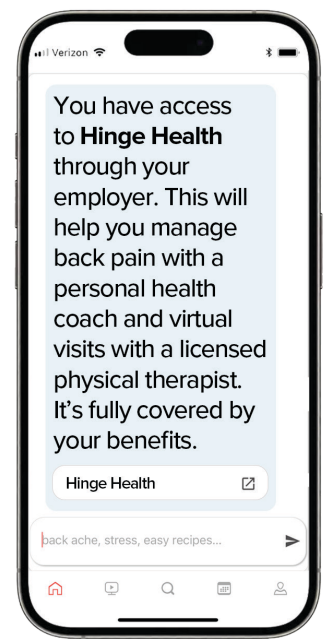 Verizon
You have access
to Hinge Health
through your
employer. This will
help you manage
back pain with a
personal health
coach and virtual
visits with a licensed
physical therapist.
It’s fully covered by
your benefits.
Hinge Health
back ache, stress, easy recipes...